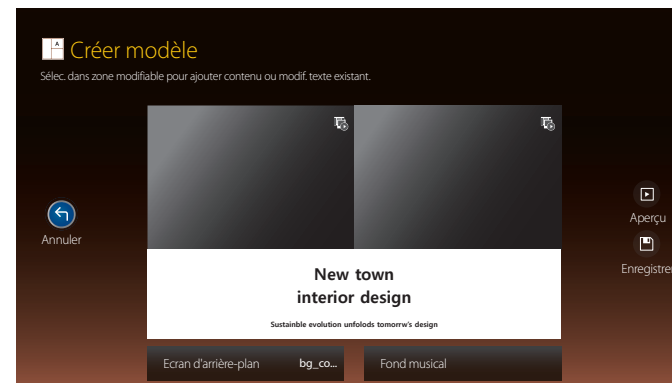 A
Créer modèle
Sélec. dans zone modifiable pour ajouter contenu ou modif. texte existant.
Annuler
New town
interior design
Sustainble evolution unfolods tomorrw's design
Aperçu
Enregistrer
Ecran d'arrière-plan bg_co... Fond musical